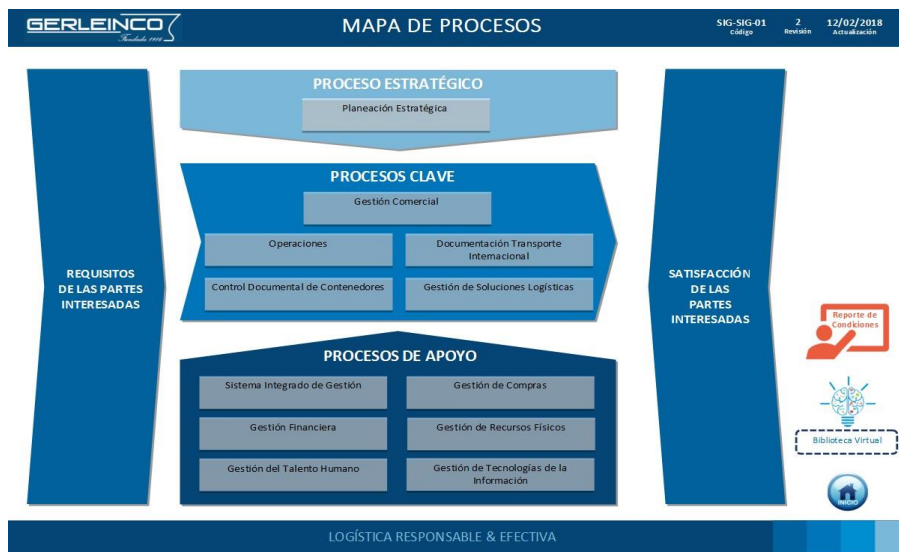 GERLEINCO
Fundada 1916
MAPA DE PROCESOS
SIG-SIG-01
Código
2
Revisión
12/02/2018
Actualización
REQUISITOS
DE LAS PARTES
INTERESADAS
PROCESO ESTRATÉGICO
Planeación Estratégica
PROCESOS CLAVE
Gestión Comercial
Operaciones
Documentación Transporte
Internacional
Control Documental de Contenedores
Gestión de Soluciones Logísticas
PROCESOS DE APOYO
Sistema Integrado de Gestión
Gestión de Compras
Gestión Financiera
Gestión de Recursos Físicos
Gestión del Talento Humano
Gestión de Tecnologías de la
Información
SATISFACCIÓN
DE LAS
PARTES
INTERESADAS
Reporte de
Condiciones
Biblioteca Virtual
INICIO
LOGÍSTICA RESPONSABLE & EFECTIVA